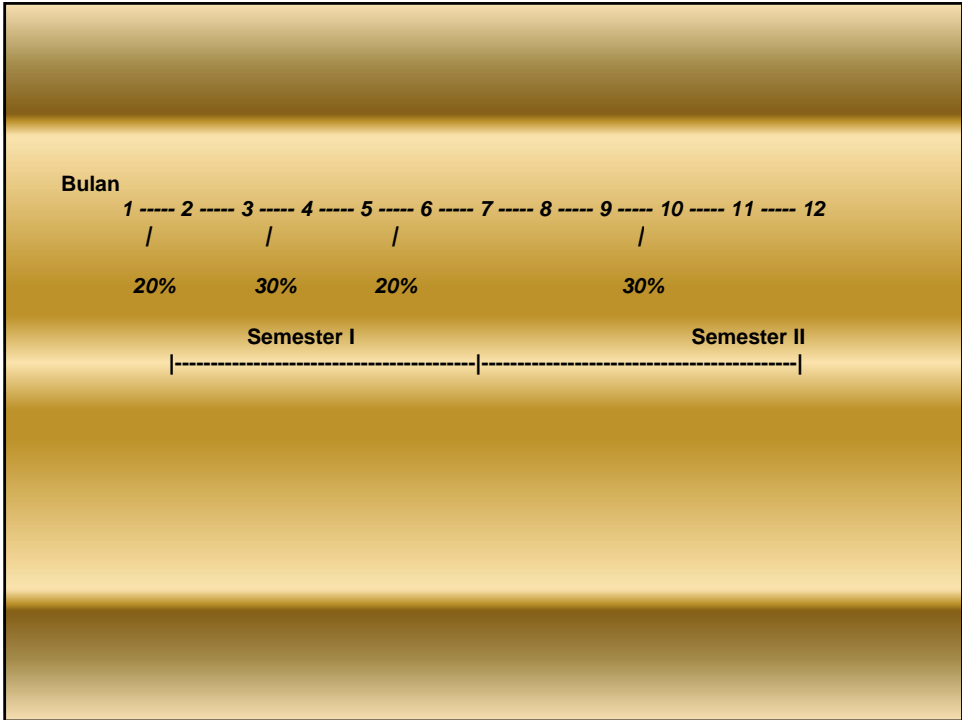 Bulan
1 ----- 2 ----- 3 ----- 4 ----- 5 ----- 6 ----- 7 ----- 8 ----- 9 ----- 10 ----- 11 ----- 12
/ / / /
20% 30% 20% 30%
Semester I Semester II
|------------------------------------------|--------------------------------------------|